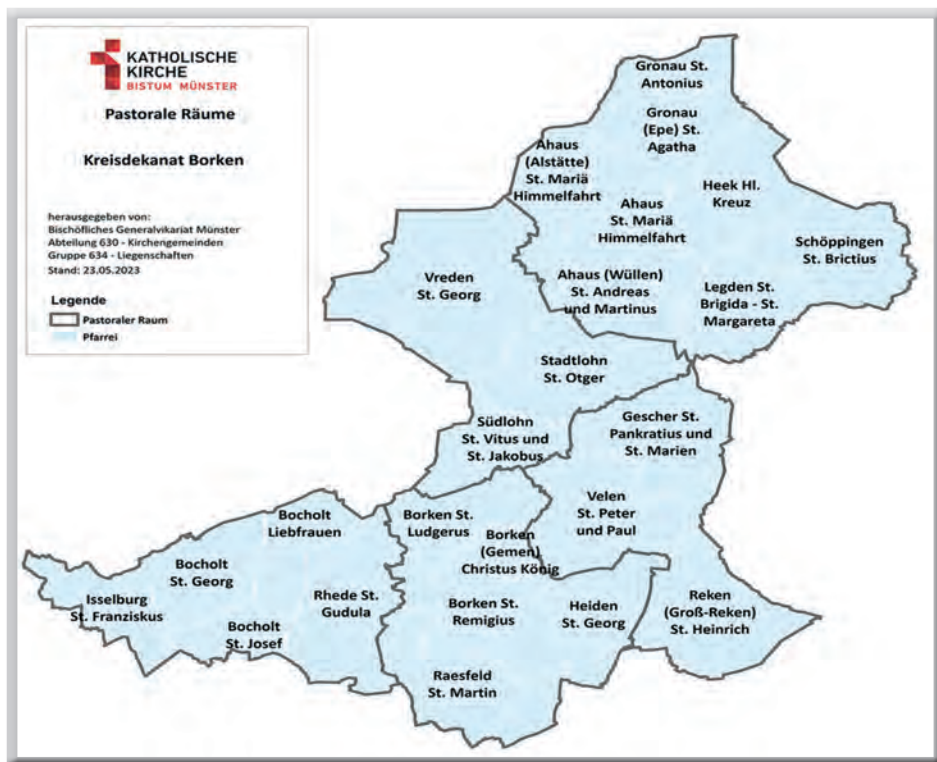 KATHOLISCHE
KIRCHE
BISTUM MÜNSTER
Pastorale Räume
Kreisdekanat Borken
herausgegeben von:
Bischöfliches Generalvikariat Münster
Abteilung 630 - Kirchengemeinden
Gruppe 634 - Liegenschaften
Stand: 23.05.2023
Legende
Pastoraler Raum
Pfarrei
Gronau St.
Antonius
Gronau
(Epe) St.
Agatha
Ahaus
(Alstätte)
St. Mariä
Himmelfahrt
Heek Hl.
Kreuz
Ahaus
St. Mariä
Himmelfahrt
Schöppingen
St. Brictius
Vreden
St. Georg
Ahaus (Wüllen)
St. Andreas
und Martinus
Legden St.
Brigida - St.
Margareta
Stadtlohn
St. Otger
Südlohn
St. Vitus und
St. Jakobus
Gescher St.
Pankratius und
St. Marien
Velen
St. Peter
und Paul
Bocholt
Liebfrauen
Borken St.
Ludgerus
Borken
(Gemen)
Christus König
Bocholt
St. Georg
Isselburg
St. Franziskus
Rhede St.
Gudula
Bocholt
St. Josef
Borken St.
Remigius
Heiden
St. Georg
Reken
(Groß-Reken)
St. Heinrich
Raesfeld
St. Martin